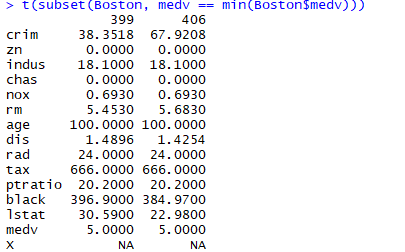 > t(subset(Boston, medv == min(Boston$medv)))
399 406
crim 38.3518 67.9208
zn 0.0000 0.0000
indus 18.1000 18.1000
chas 0.0000 0.0000
nox 0.6930 0.6930
rm 5.4530 5.6830
age 100.0000 100.0000
dis 1.4896 1.4254
rad 24.0000 24.0000
tax 666.0000 666.0000
ptratio 20.2000 20.2000
black 396.9000 384.9700
lstat 30.5900 22.9800
medv 5.0000 5.0000
X NA NA